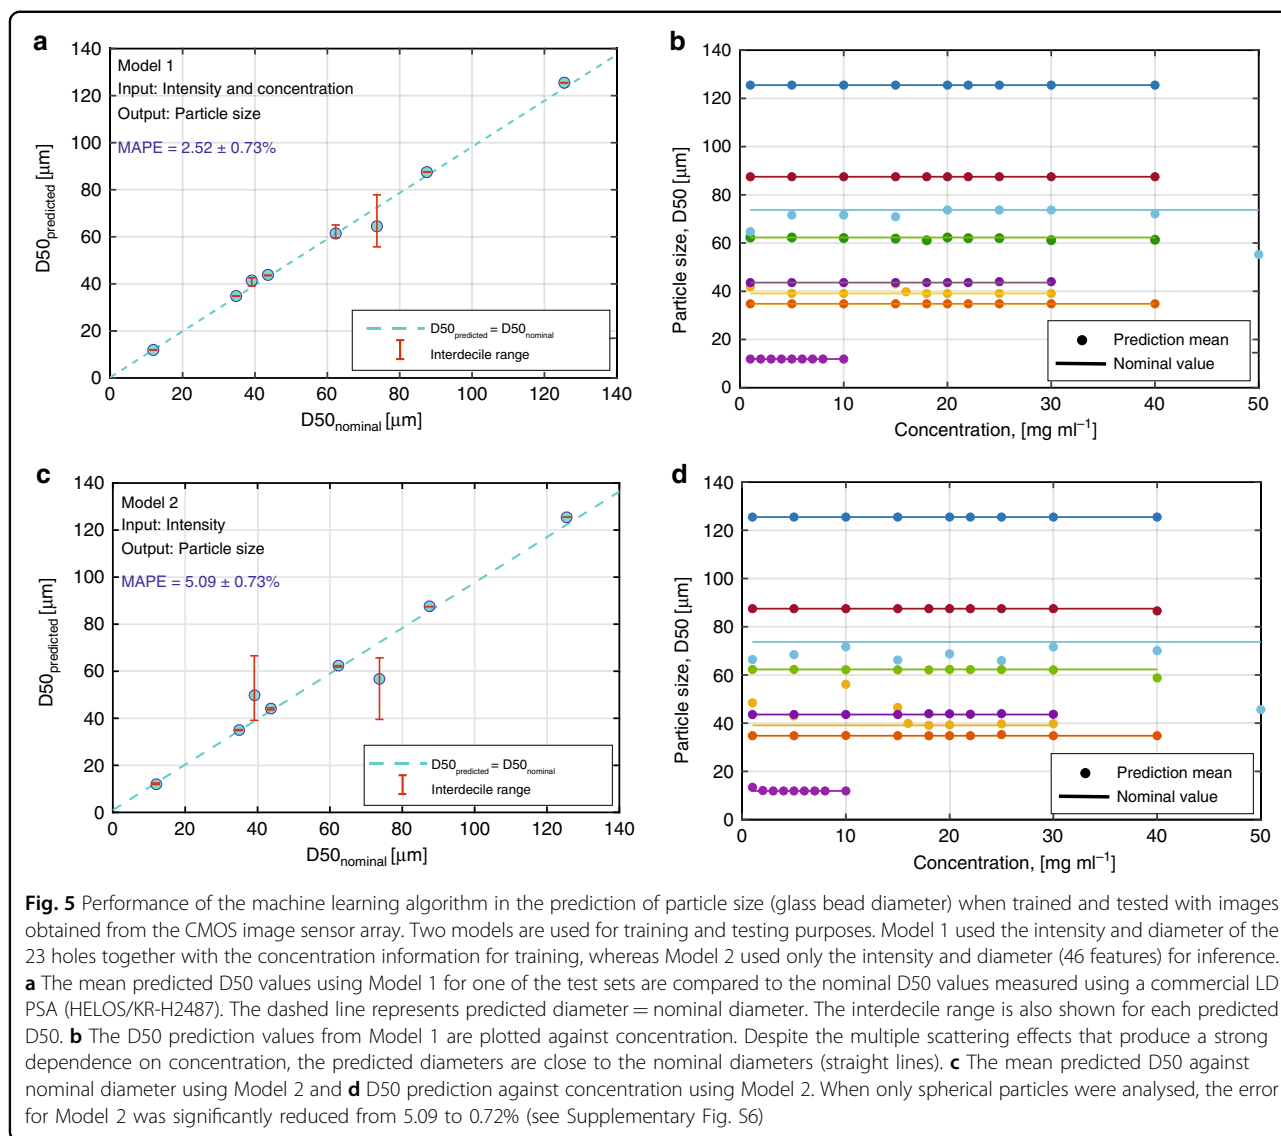 a
Model 1
Input: Intensity and concentration
Output: Particle size
MAPE = 2.52 ± 0.73%
140
120
100
80
60
40
20
0
D50predicted [μm]
D50predicted = D50nominal
Interdecile range
0 20 40 60 80 100 120 140
D50nominal [μm]
b
140
120
100
80
60
40
20
0
Particle size, D50 [μm]
Prediction mean
Nominal value
0 10 20 30 40 50
Concentration, [mg ml⁻¹]
c
Model 2
Input: Intensity
Output: Particle size
MAPE = 5.09 ± 0.73%
140
120
100
80
60
40
20
0
D50predicted [μm]
D50predicted = D50nominal
Interdecile range
0 20 40 60 80 100 120 140
D50nominal [μm]
d
140
120
100
80
60
40
20
0
Particle size, D50 [μm]
Prediction mean
Nominal value
0 10 20 30 40 50
Concentration, [mg ml⁻¹]
Fig. 5 Performance of the machine learning algorithm in the prediction of particle size (glass bead diameter) when trained and tested with images
obtained from the CMOS image sensor array. Two models are used for training and testing purposes. Model 1 used the intensity and diameter of the
23 holes together with the concentration information for training, whereas Model 2 used only the intensity and diameter (46 features) for inference.
a The mean predicted D50 values using Model 1 for one of the test sets are compared to the nominal D50 values measured using a commercial LD
PSA (HELOS/KR-H2487). The dashed line represents predicted diameter = nominal diameter. The interdecile range is also shown for each predicted
D50. b The D50 prediction values from Model 1 are plotted against concentration. Despite the multiple scattering effects that produce a strong
dependence on concentration, the predicted diameters are close to the nominal diameters (straight lines). c The mean predicted D50 against
nominal diameter using Model 2 and d D50 prediction against concentration using Model 2. When only spherical particles were analysed, the error
for Model 2 was significantly reduced from 5.09 to 0.72% (see Supplementary Fig. S6)